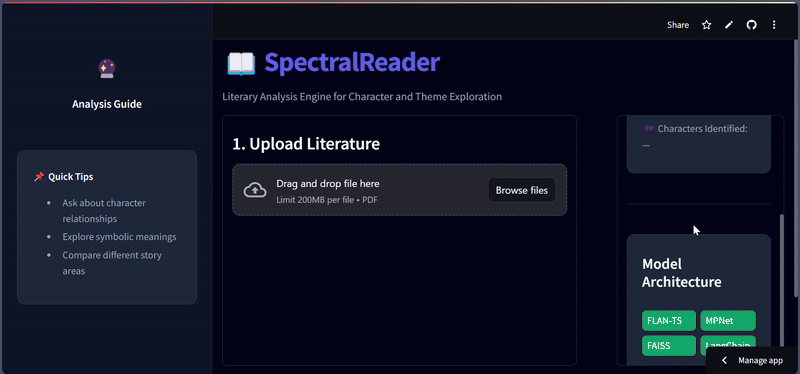 Share
SpectralReader
Literary Analysis Engine for Character and Theme Exploration
Analysis Guide
Quick Tips
Ask about character
relationships
Explore symbolic meanings
Compare different story
areas
1. Upload Literature
Drag and drop file here
Limit 200MB per file • PDF
Browse files
Characters Identified:
—
Model
Architecture
FLAN-T5
MPNet
FAISS
LangChain
Manage app